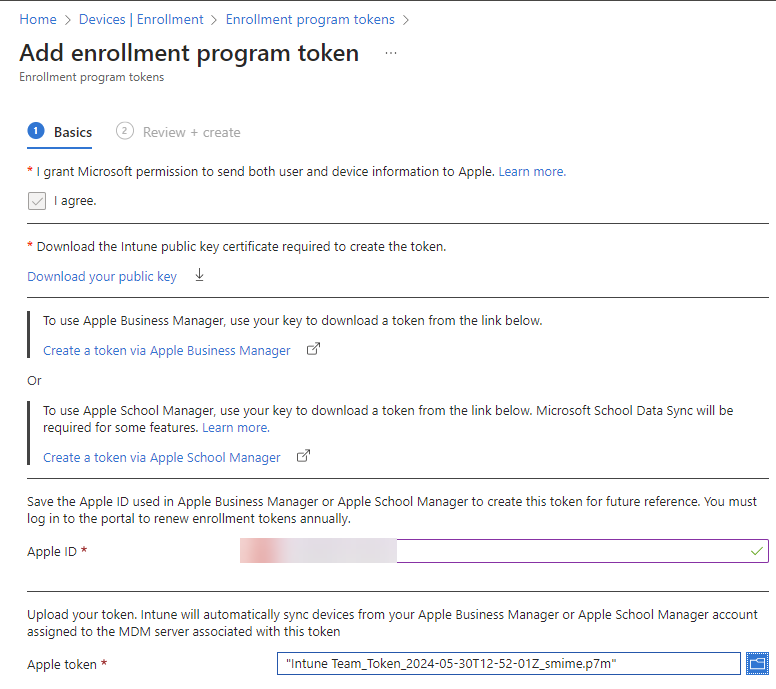 Home > Devices | Enrollment > Enrollment program tokens >
Add enrollment program token ...
Enrollment program tokens
1 Basics 2 Review + create
* I grant Microsoft permission to send both user and device information to Apple. Learn more.
I agree.
* Download the Intune public key certificate required to create the token.
Download your public key
To use Apple Business Manager, use your key to download a token from the link below.
Create a token via Apple Business Manager
Or
To use Apple School Manager, use your key to download a token from the link below. Microsoft School Data Sync will be
required for some features. Learn more.
Create a token via Apple School Manager
Save the Apple ID used in Apple Business Manager or Apple School Manager to create this token for future reference. You must
log in to the portal to renew enrollment tokens annually.
Apple ID *
Upload your token. Intune will automatically sync devices from your Apple Business Manager or Apple School Manager account
assigned to the MDM server associated with this token
Apple token * "Intune Team_Token_2024-05-30T12-52-01Z_smime.p7m"